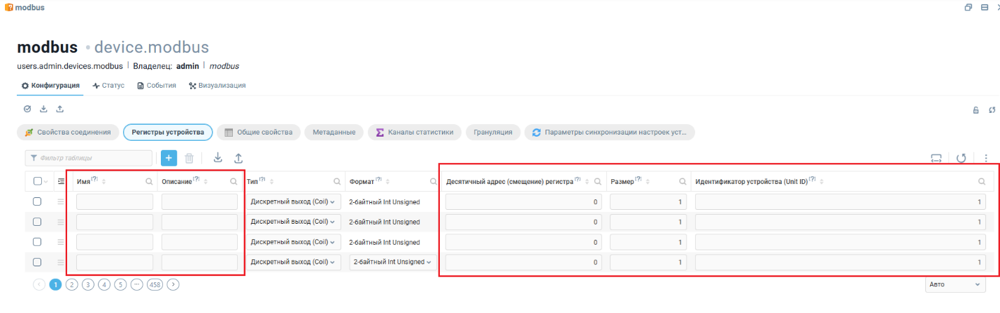 modbus
modbus • device.modbus
users.admin.devices.modbus | Владелец: admin | modbus
Конфигурация Статус События Визуализация
Свойства соединения Регистры устройства Общие свойства Метаданные Σ Каналы статистики Грануляция Параметры синхронизации настроек уст...
Фильтр таблицы +
Имя [?] Описание [?] Тип [?] Формат [?] Десятичный адрес (смещение) регистра [?] Размер [?] Идентификатор устройства (Unit ID) [?]
Дискретный выход (Coil) 2-байтный Int Unsigned 0 1 1
Дискретный выход (Coil) 2-байтный Int Unsigned 0 1 1
Дискретный выход (Coil) 2-байтный Int Unsigned 0 1 1
Дискретный выход (Coil) 2-байтный Int Unsigned 0 1 1
1 2 3 4 5 ... 458 Авто